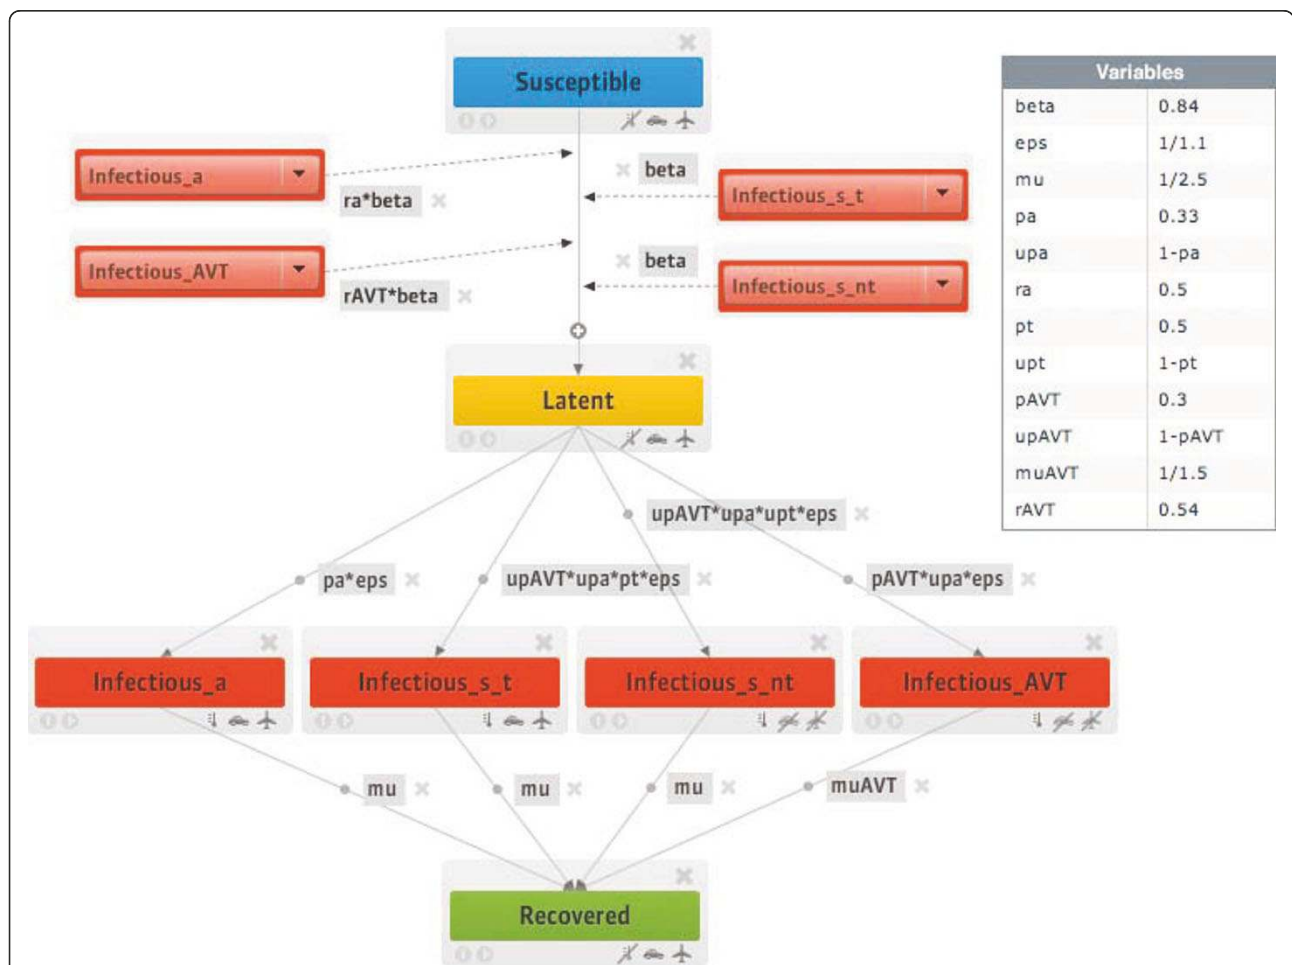 Susceptible
Variables
beta 0.84
eps 1/1.1
mu 1/2.5
pa 0.33
upa 1-pa
ra 0.5
pt 0.5
upt 1-pt
pAVT 0.3
upAVT 1-pAVT
muAVT 1/1.5
rAVT 0.54
Infectious_a
ra*beta
beta
Infectious_s_t
Infectious_AVT
rAVT*beta
beta
Infectious_s_nt
Latent
upAVT*upa*upt*eps
pa*eps
upAVT*upa*pt*eps
pAVT*upa*eps
Infectious_a
Infectious_s_t
Infectious_s_nt
Infectious_AVT
mu
mu
mu
muAVT
Recovered